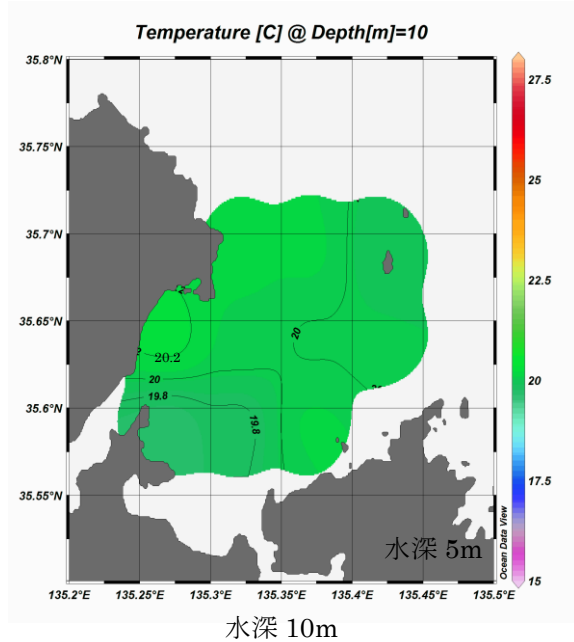 Temperature [C] @ Depth[m]=10
35.8°N
35.75°N
35.7°N
35.65°N
35.6°N
35.55°N
27.5
25
22.5
20
17.5
15
20.2
20
19.8
19.8
20
水深 5m
Ocean Data View
135.2°E
135.25°E
135.3°E
135.35°E
135.4°E
135.45°E
135.5°E
水深 10m